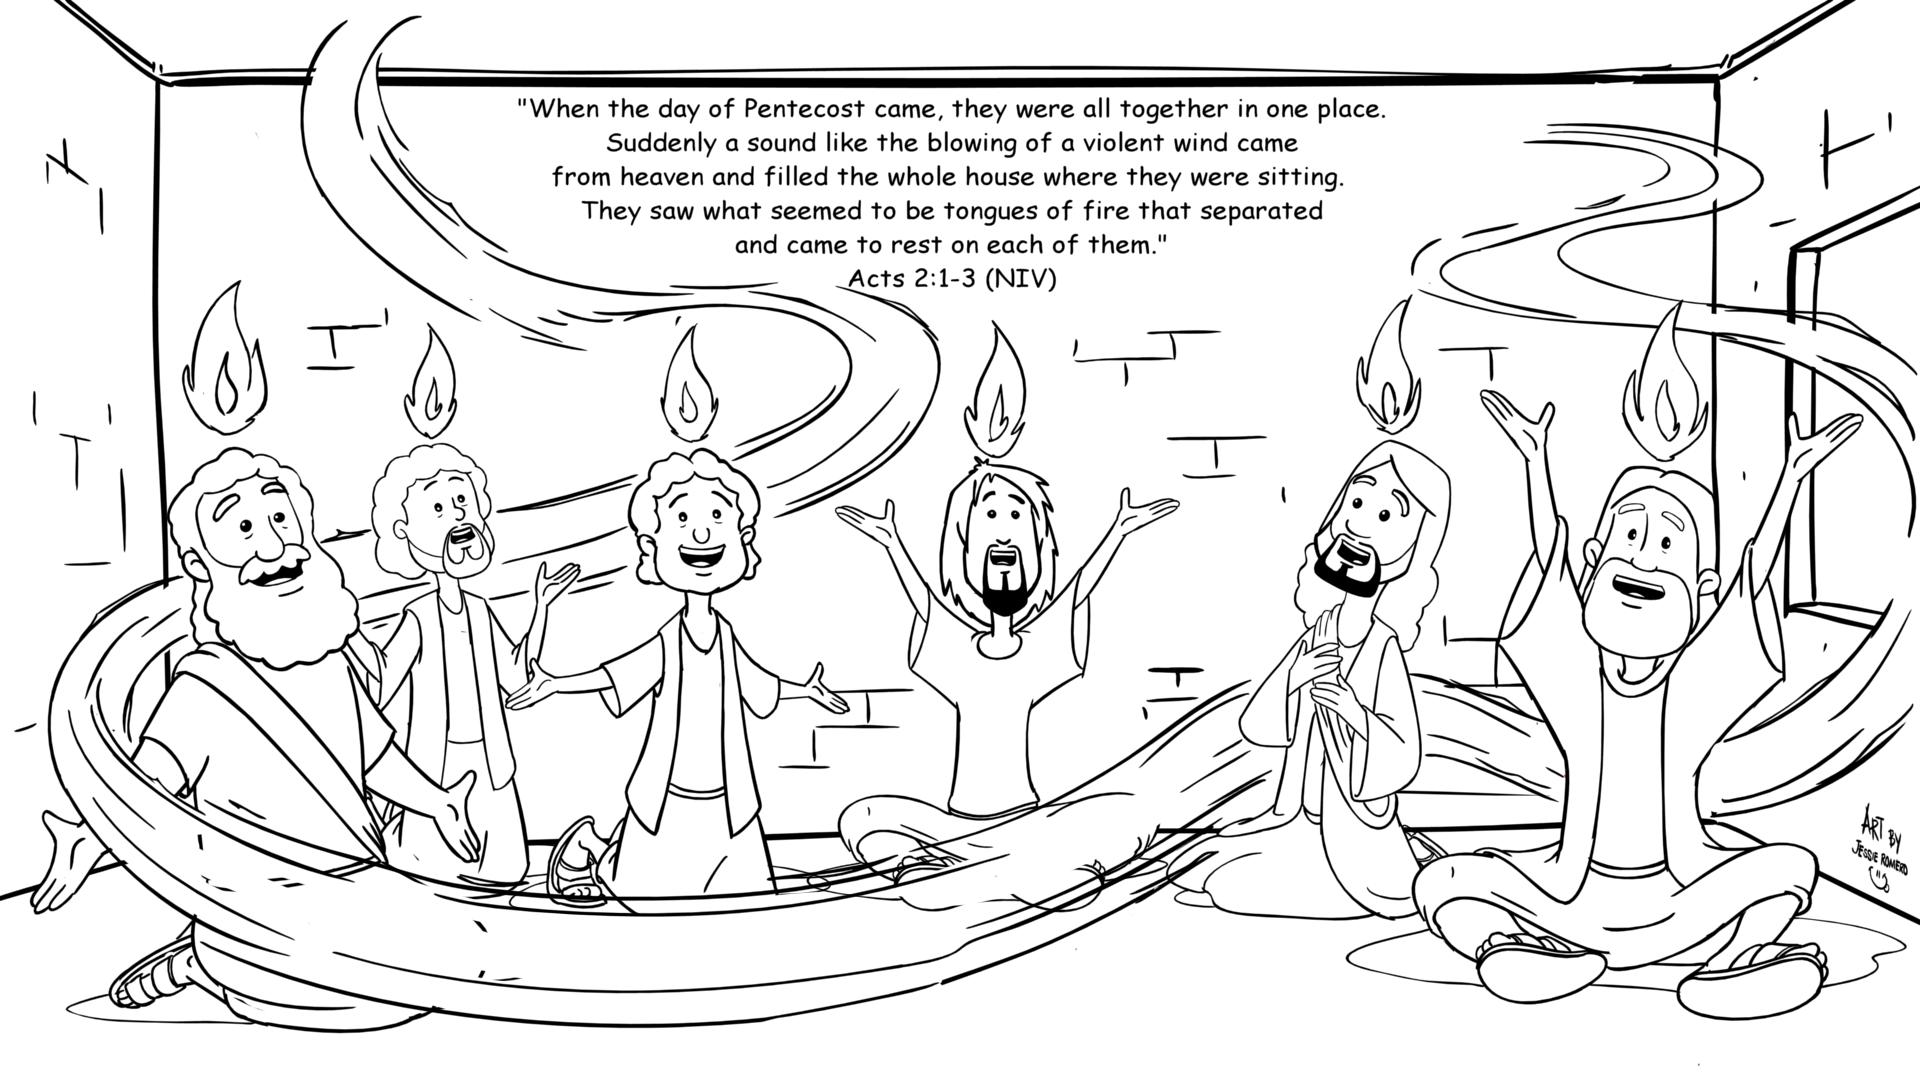 "When the day of Pentecost came, they were all together in one place.
Suddenly a sound like the blowing of a violent wind came
from heaven and filled the whole house where they were sitting.
They saw what seemed to be tongues of fire that separated
and came to rest on each of them."
Acts 2:1-3 (NIV)
ART BY
JESSIE ROMERO